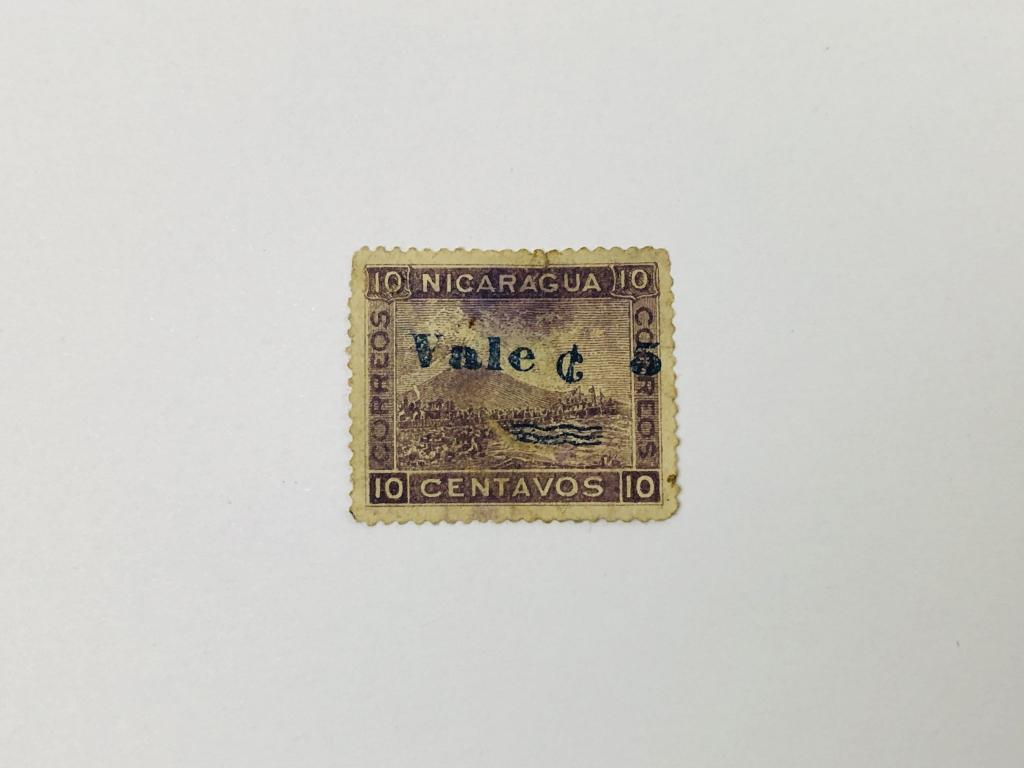 10 NICARAGUA 10
CORREOS
CORREOS
Vale ₡ 5
10 CENTAVOS 10